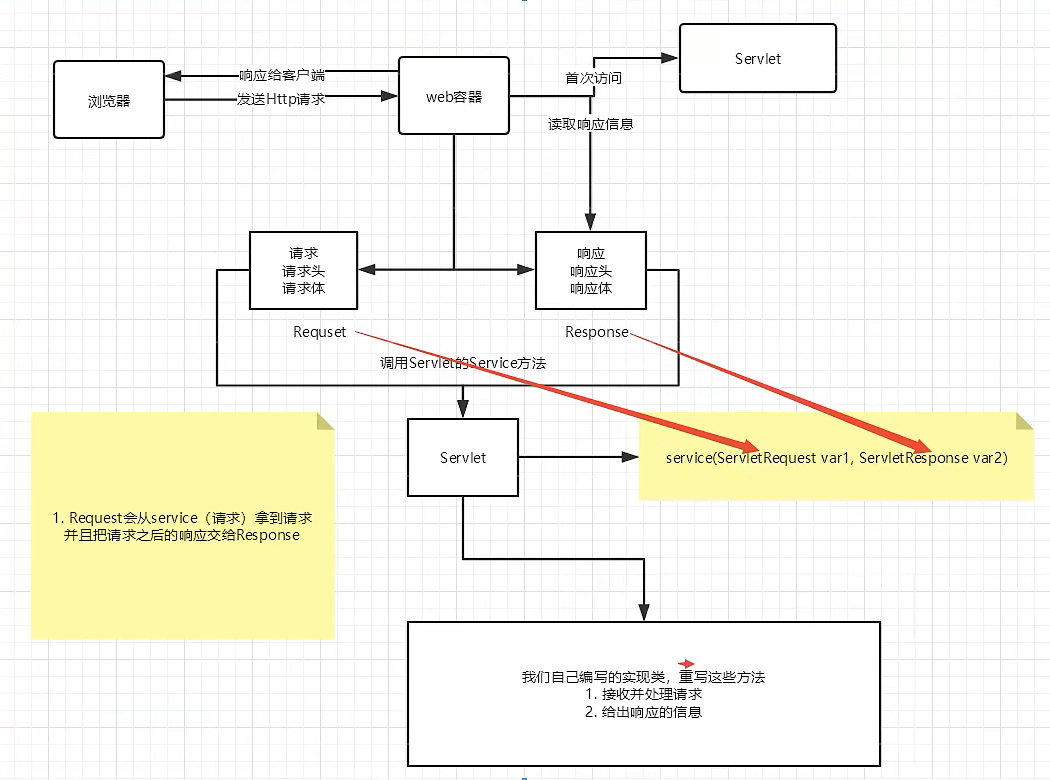 响应给客户端
发送Http请求
浏览器
web容器
首次访问
Servlet
读取响应信息
请求
请求头
请求体
响应
响应头
响应体
Requset
Response
调用Servlet的Service方法
Servlet
service(ServletRequest var1, ServletResponse var2)
1. Request会从service（请求）拿到请求
并且把请求之后的响应交给Response
我们自己编写的实现类，重写这些方法
1. 接收并处理请求
2. 给出响应的信息